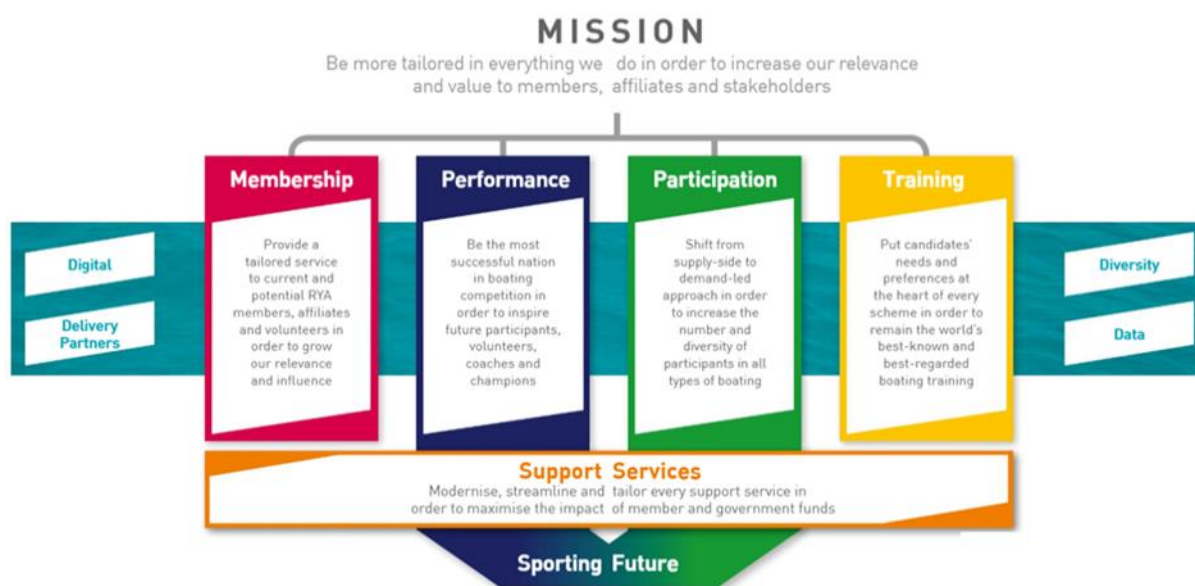 MISSION
Be more tailored in everything we do in order to increase our relevance
and value to members, affiliates and stakeholders
Membership
Provide a
tailored service
to current and
potential RYA
members, affiliates
and volunteers in
order to grow
our relevance
and influence
Performance
Be the most
successful nation
in boating
competition in
order to inspire
future participants,
volunteers,
coaches and
champions
Participation
Shift from
supply-side to
demand-led
approach in order
to increase the
number and
diversity of
participants in all
types of boating
Training
Put candidates'
needs and
preferences at
the heart of every
scheme in order to
remain the world's
best-known and
best-regarded
boating training
Digital
Delivery
Partners
Diversity
Data
Support Services
Modernise, streamline and tailor every support service in
order to maximise the impact of member and government funds
Sporting Future